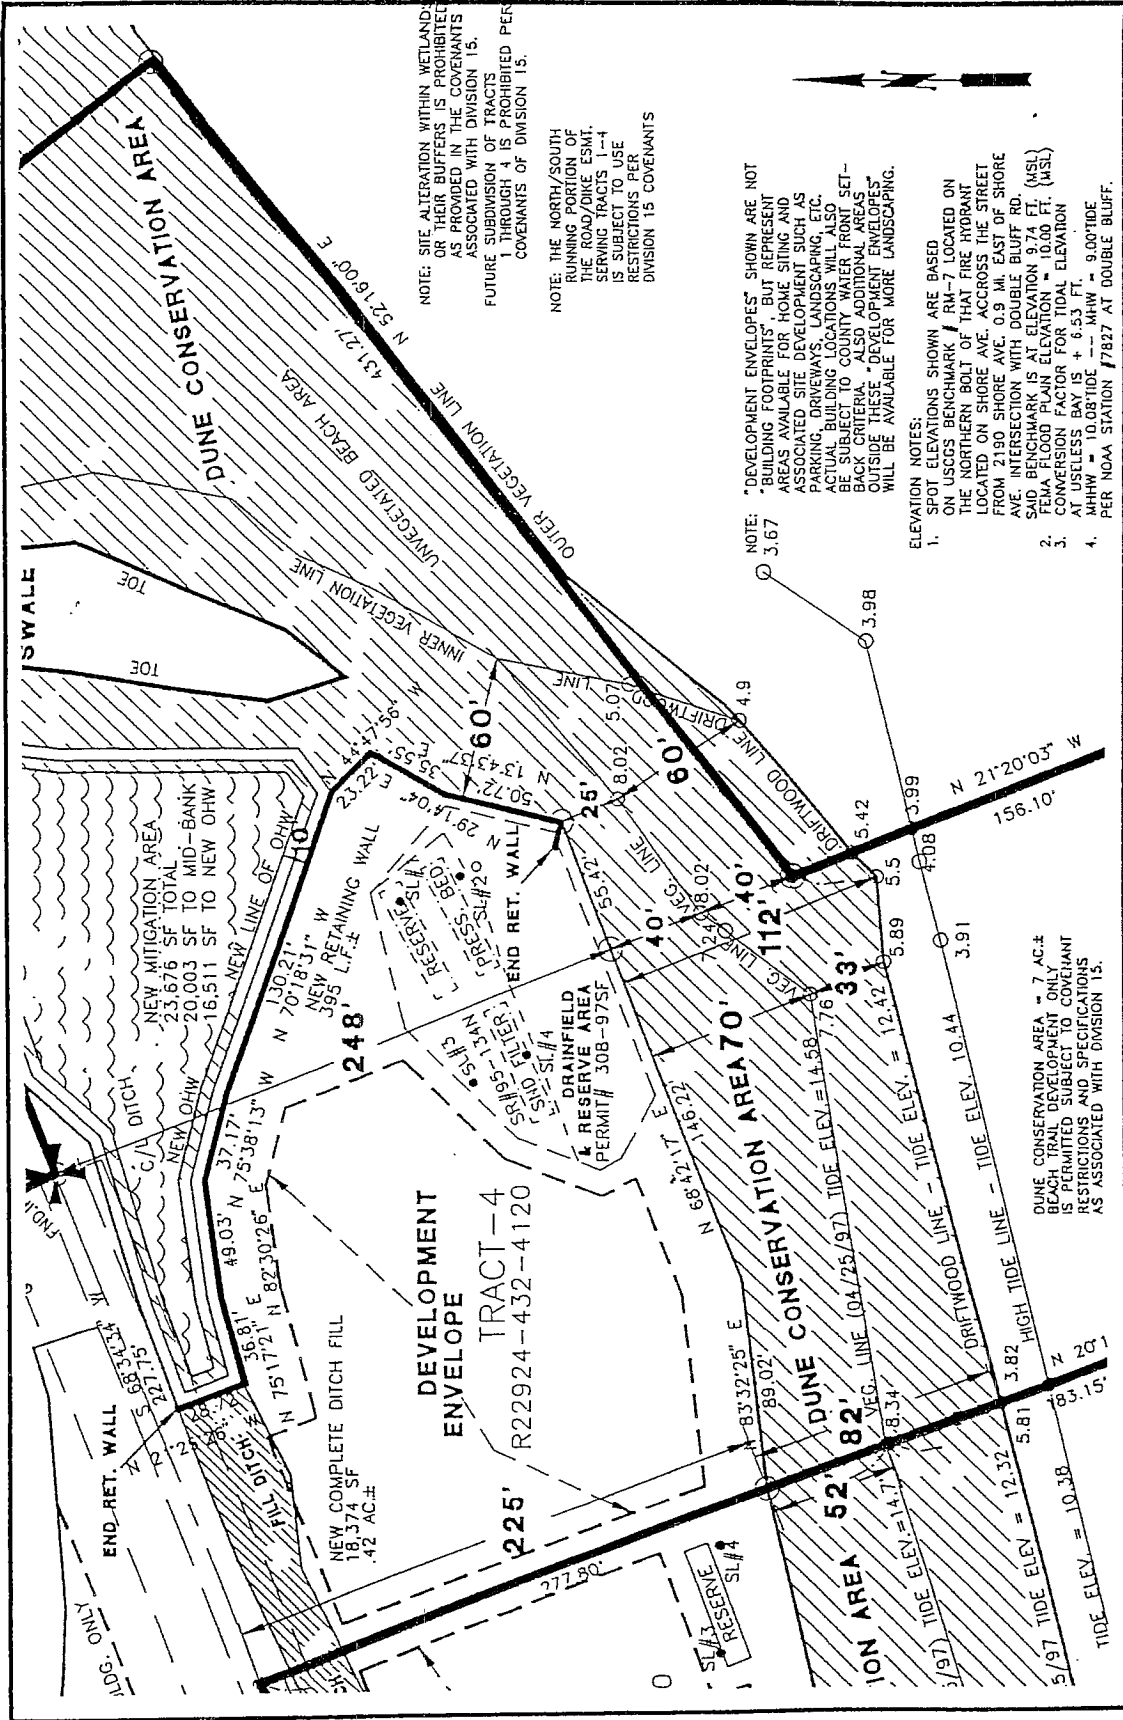 SWALE
DUNE CONSERVATION AREA
TOE
TOE
UNVEGETATED BEACH AREA
INNER VEGETATION LINE
431.27'
N 52°16'00" E
OUTER VEGETATION LINE
NOTE: SITE ALTERATION WITHIN WETLANDS
OR THEIR BUFFERS IS PROHIBITED
AS PROVIDED IN THE COVENANTS
ASSOCIATED WITH DIVISION 15.
FUTURE SUBDIVISION OF TRACTS
1 THROUGH 4 IS PROHIBITED PER
COVENANTS OF DIVISION 15.
NOTE: THE NORTH/SOUTH
RUNNING PORTION OF
THE ROAD/DIKE ESMT.
SERVING TRACTS 1-4
IS SUBJECT TO USE
RESTRICTIONS PER
DIVISION 15 COVENANTS
NOTE: "DEVELOPMENT ENVELOPES" SHOWN ARE NOT
"BUILDING FOOTPRINTS", BUT REPRESENT
AREAS AVAILABLE FOR HOME SITING AND
ASSOCIATED SITE DEVELOPMENT SUCH AS
PARKING, DRIVEWAYS, LANDSCAPING, ETC.
ACTUAL BUILDING LOCATIONS WILL ALSO
BE SUBJECT TO COUNTY WATER FRONT SET-
BACK CRITERIA. ALSO ADDITIONAL AREAS
OUTSIDE THESE "DEVELOPMENT ENVELOPES"
WILL BE AVAILABLE FOR MORE LANDSCAPING.
ELEVATION NOTES:
1. SPOT ELEVATIONS SHOWN ARE BASED
ON USCGS BENCHMARK # RM-7 LOCATED ON
THE NORTHERN BOLT OF THAT FIRE HYDRANT
LOCATED ON SHORE AVE. ACCROSS THE STREET
FROM 2190 SHORE AVE. 0.9 MI. EAST OF SHORE
AVE. INTERSECTION WITH DOUBLE BLUFF RD.
SAID BENCHMARK IS AT ELEVATION 9.74 FT. (MSL)
2. FEMA FLOOD PLAIN ELEVATION = 10.00 FT. (MSL)
3. CONVERSION FACTOR FOR TIDAL ELEVATION
AT USELESS BAY IS + 6.53 FT.
4. MHHW = 10.08'TIDE --- MHW = 9.00'TIDE
PER NOAA STATION #7827 AT DOUBLE BLUFF.
NEW MITIGATION AREA
23,676 SF TOTAL
20,003 SF TO MID-BANK
16,511 SF TO NEW OHW
NEW LINE OF OHW
10
C/L DITCH
NEW OHW
130.21'
N 70°18'31" W
NEW RETAINING WALL
395 L.F.±
N 44°47'56" W
23.22'
35.55'
N 29°14'04" E
50.72'
N 13°43'37" E
60'
25'
RESERVE
SL#1
PRESS. BED
SL#2
END RET. WALL
248'
SL#3
SR#95-134N
SAND FILTER
SL#4
DRAINFIELD
& RESERVE AREA
PERMIT# 308-97SF
55.42'
40'
40'
VEG. LINE
8.02
5.07
DRIFTWOOD LINE
60'
4.9
DRIFTWOOD LINE
3.67
3.98
3.99
N 21°20'03" W
156.10'
5.42
5.5
4.08
112'
8.02
33'
5.89
3.91
70'
7.76
N 68°42'17" E
146.22'
DUNE CONSERVATION AREA
VEG. LINE (04/25/97) TIDE ELEV.=14.58
DRIFTWOOD LINE - TIDE ELEV. = 12.42
HIGH TIDE LINE - TIDE ELEV. 10.44
DUNE CONSERVATION AREA = 7 AC.±
BEACH TRAIL DEVELOPMENT ONLY
IS PERMITTED SUBJECT TO COVENANT
RESTRICTIONS AND SPECIFICATIONS
AS ASSOCIATED WITH DIVISION 15.
FND.
49.03'
37.17'
N 75°38'13" W
N 82°30'26" E
36.81'
N 75°17'21" E
S 68°34'34" W
227.75'
END RET. WALL
FILL DITCH
BLDG. ONLY
NEW COMPLETE DITCH FILL
18,374 SF
.42 AC.±
DEVELOPMENT
ENVELOPE
TRACT-4
R22924-432-4120
225'
277.80'
SL#3
RESERVE
SL#4
N 83°32'25" E
89.02'
82'
52'
8.34
ION AREA
5/97) TIDE ELEV.=14.7
5/97 TIDE ELEV = 12.32
5.81
3.82
TIDE ELEV. = 10.38
N 20°1
183.15'